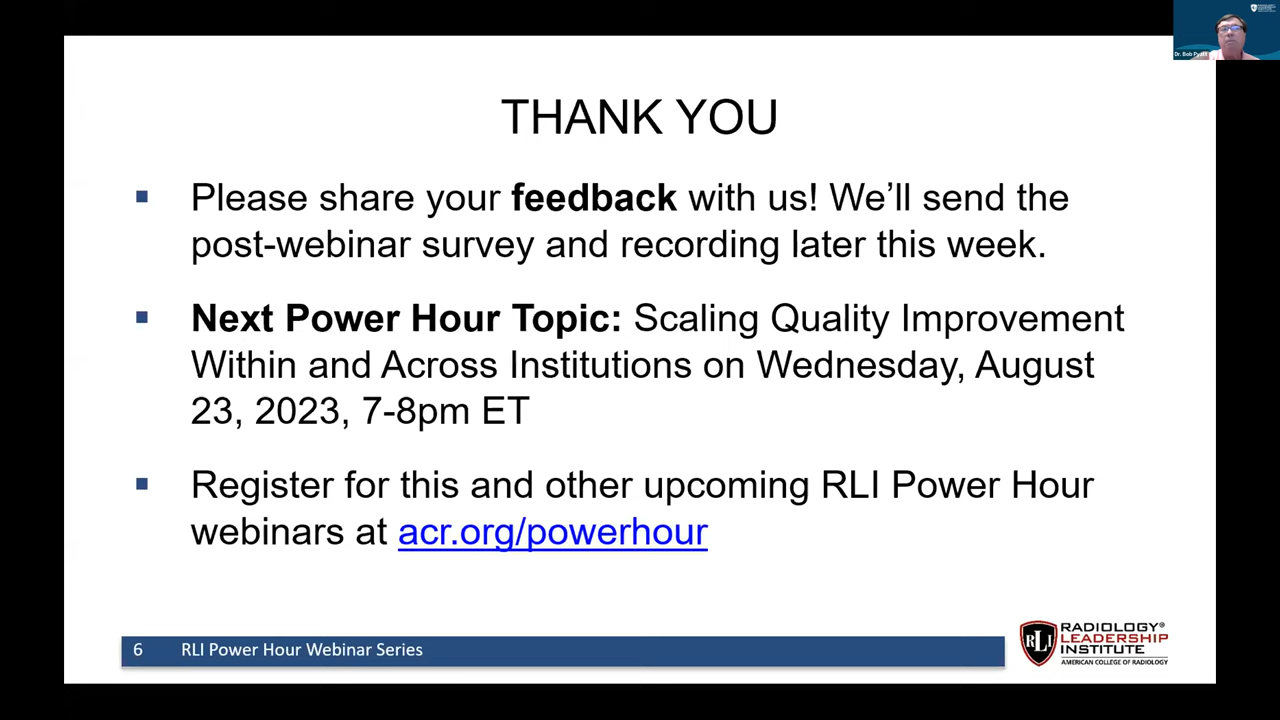 THANK YOU
Please share your feedback with us! We’ll send the
post-webinar survey and recording later this week.
Next Power Hour Topic: Scaling Quality Improvement
Within and Across Institutions on Wednesday, August
23, 2023, 7-8pm ET
Register for this and other upcoming RLI Power Hour
webinars at acr.org/powerhour
6 RLI Power Hour Webinar Series
RLI
RADIOLOGY®
LEADERSHIP
INSTITUTE
AMERICAN COLLEGE OF RADIOLOGY
Dr. Bob